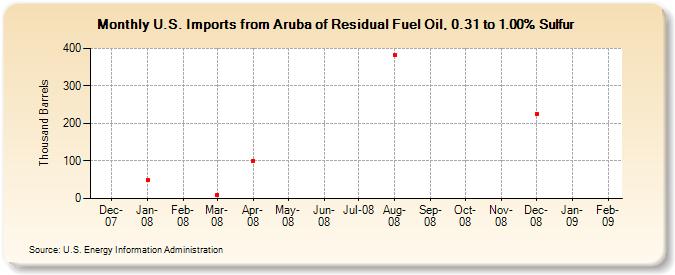 Monthly U.S. Imports from Aruba of Residual Fuel Oil, 0.31 to 1.00% Sulfur
Thousand Barrels
400
300
200
100
0
Dec-07 Jan-08 Feb-08 Mar-08 Apr-08 May-08 Jun-08 Jul-08 Aug-08 Sep-08 Oct-08 Nov-08 Dec-08 Jan-09 Feb-09
Source: U.S. Energy Information Administration